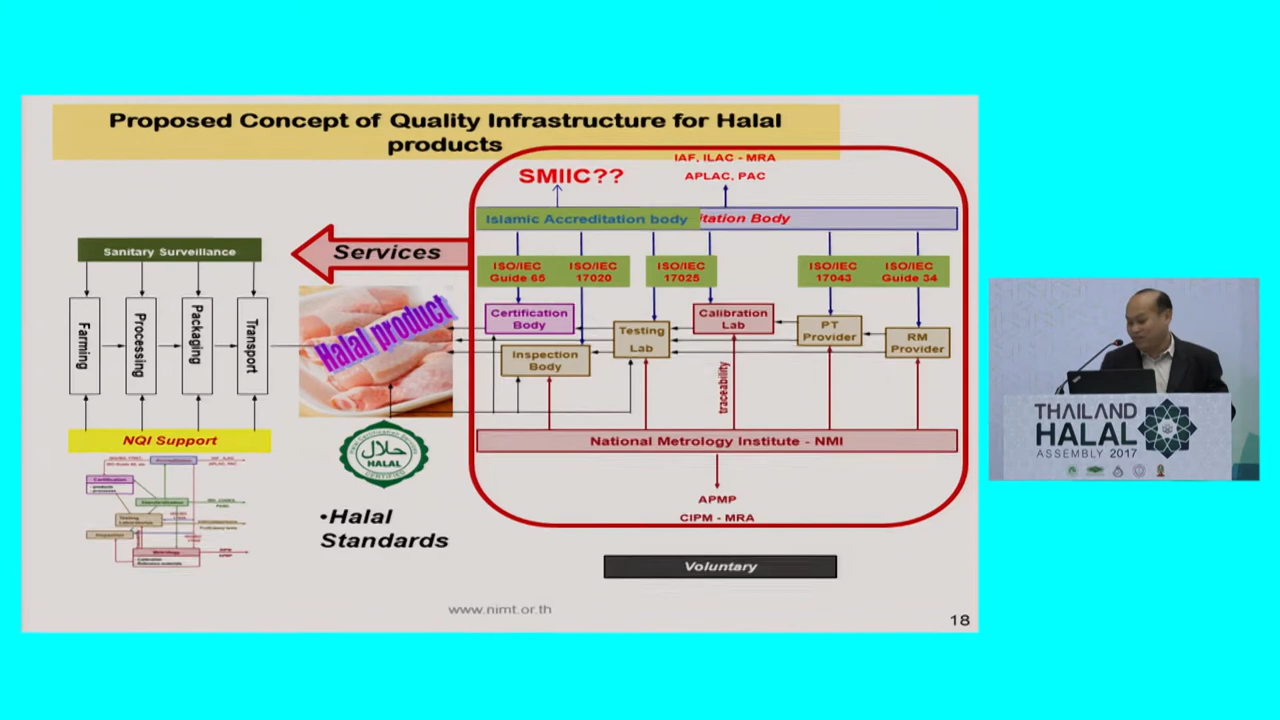 Proposed Concept of Quality Infrastructure for Halal
products
IAF, ILAC - MRA
APLAC, PAC
SMIIC??
Islamic Accreditation body
itation Body
Services
Sanitary Surveillance
ISO/IEC
Guide 65
ISO/IEC
17020
ISO/IEC
17025
ISO/IEC
17043
ISO/IEC
Guide 34
Farming
Processing
Packaging
Transport
Halal product
Certification
Body
Inspection
Body
Testing
Lab
Calibration
Lab
PT
Provider
RM
Provider
traceability
NQI Support
National Metrology Institute - NMI
حلال
HALAL
CERTIFIED
APMP
CIPM - MRA
•Halal
Standards
Voluntary
www.nimt.or.th
18
Certification
Metrology
THAILAND
HALAL
ASSEMBLY 2017